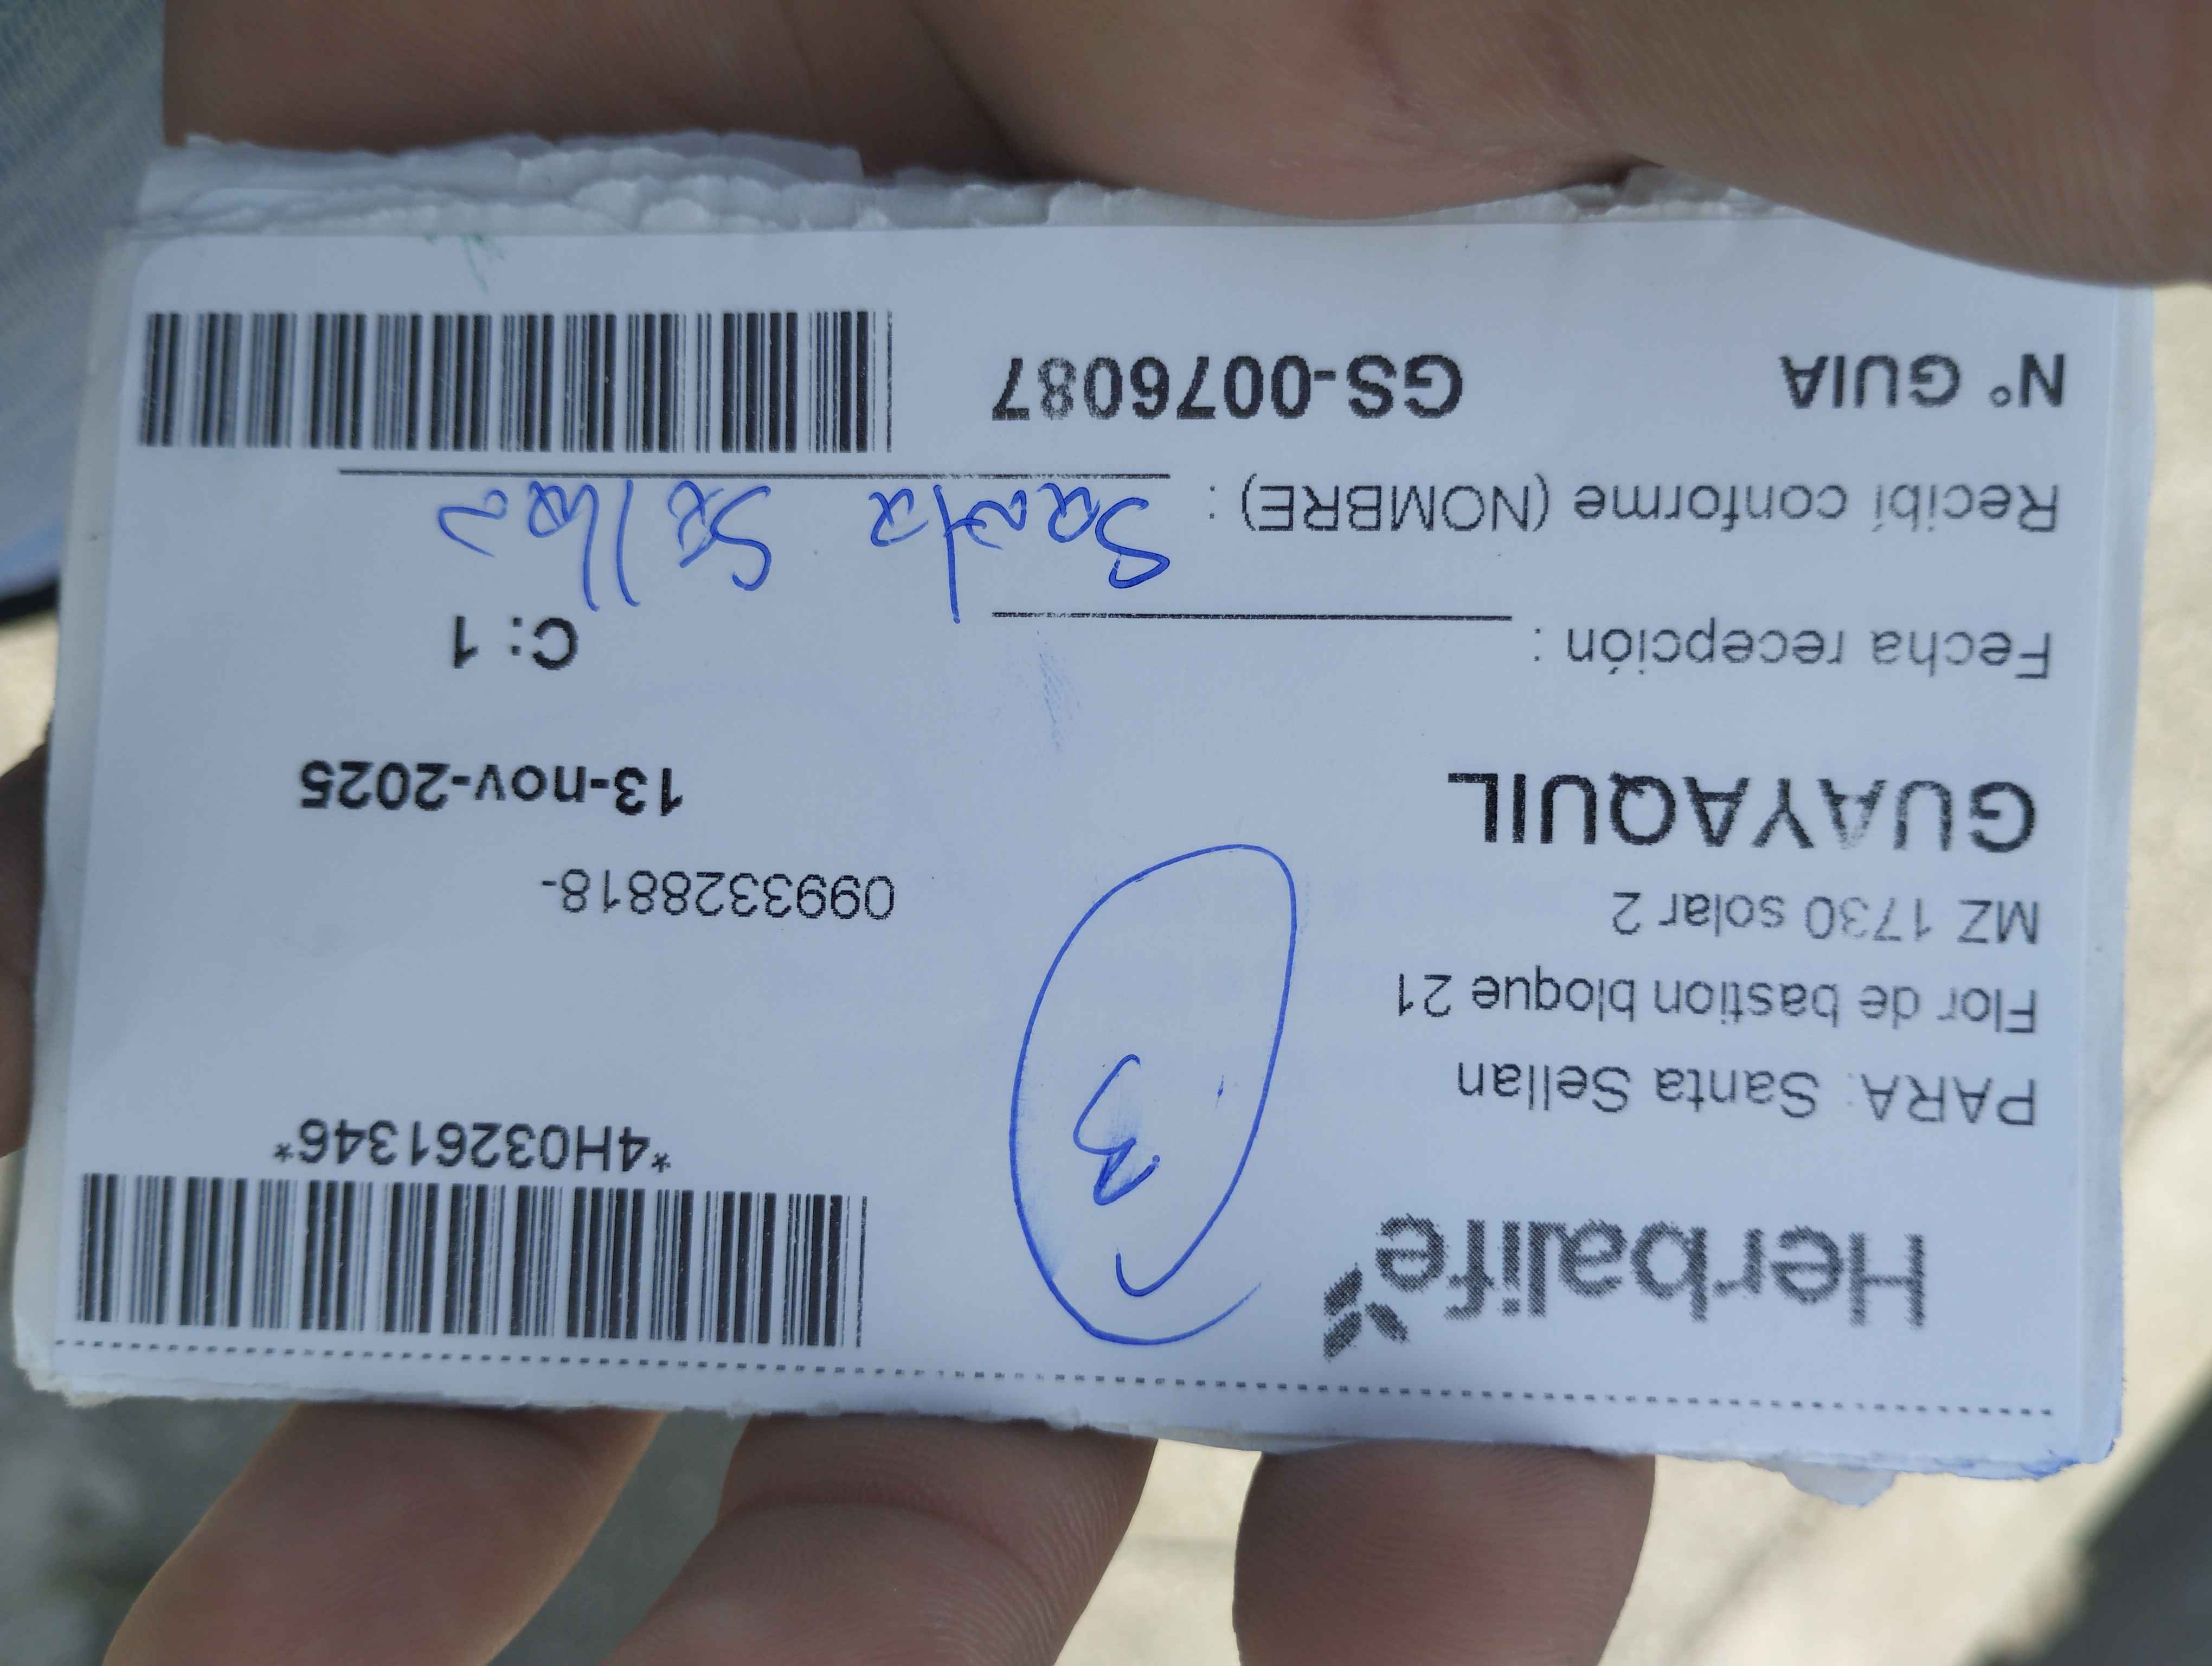 Herbalife
*4H03261346*
PARA: Santa Sellan
Flor de bastion bloque 21
MZ 1730 solar 2
0993328818-
GUAYAQUIL
13-nov-2025
Fecha recepción :
C: 1
Recibí conforme (NOMBRE) : Santa Sellan
N° GUIA GS-0076087